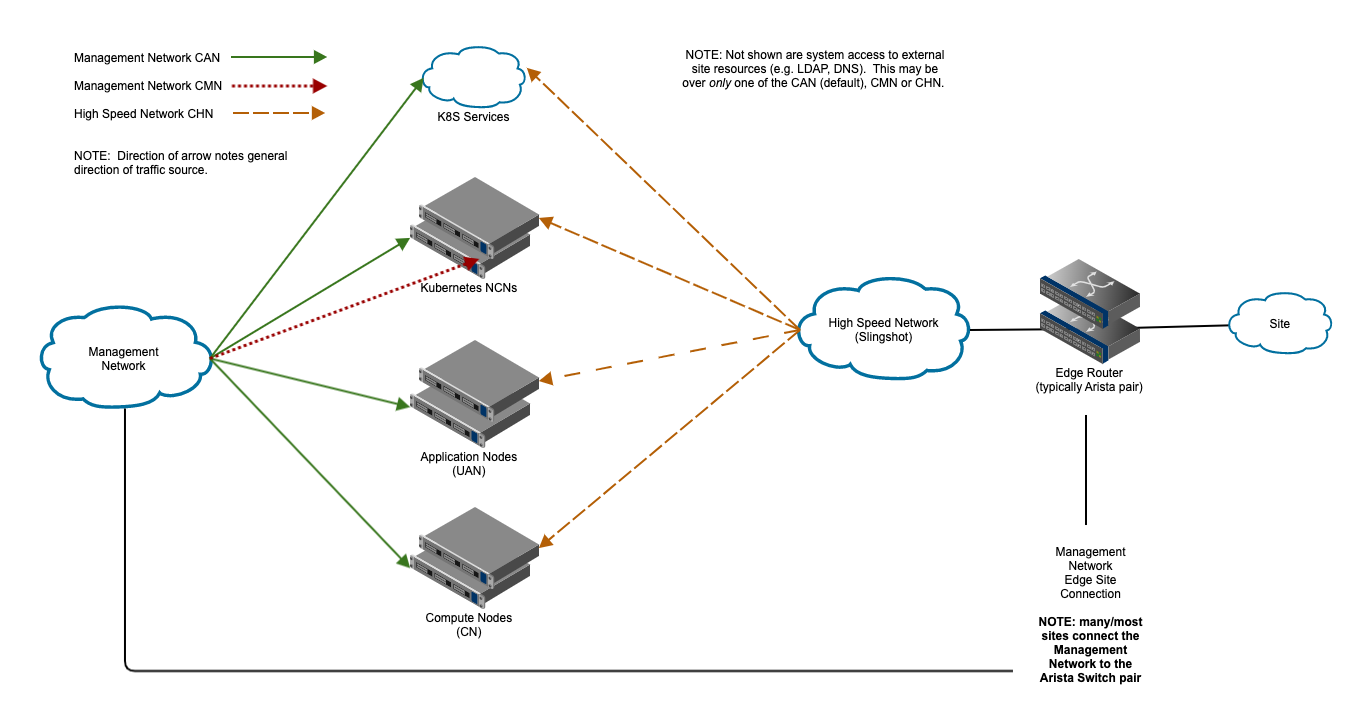 Management Network CAN
Management Network CMN
High Speed Network CHN
NOTE:  Direction of arrow notes general
direction of traffic source.
NOTE: Not shown are system access to external
site resources (e.g. LDAP, DNS).  This may be
over only one of the CAN (default), CMN or CHN.
K8S Services
Kubernetes NCNs
Management
Network
High Speed Network
(Slingshot)
Site
Edge Router
(typically Arista pair)
Application Nodes
(UAN)
Compute Nodes
(CN)
Management
Network
Edge Site
Connection
NOTE: many/most
sites connect the
Management
Network to the
Arista Switch pair